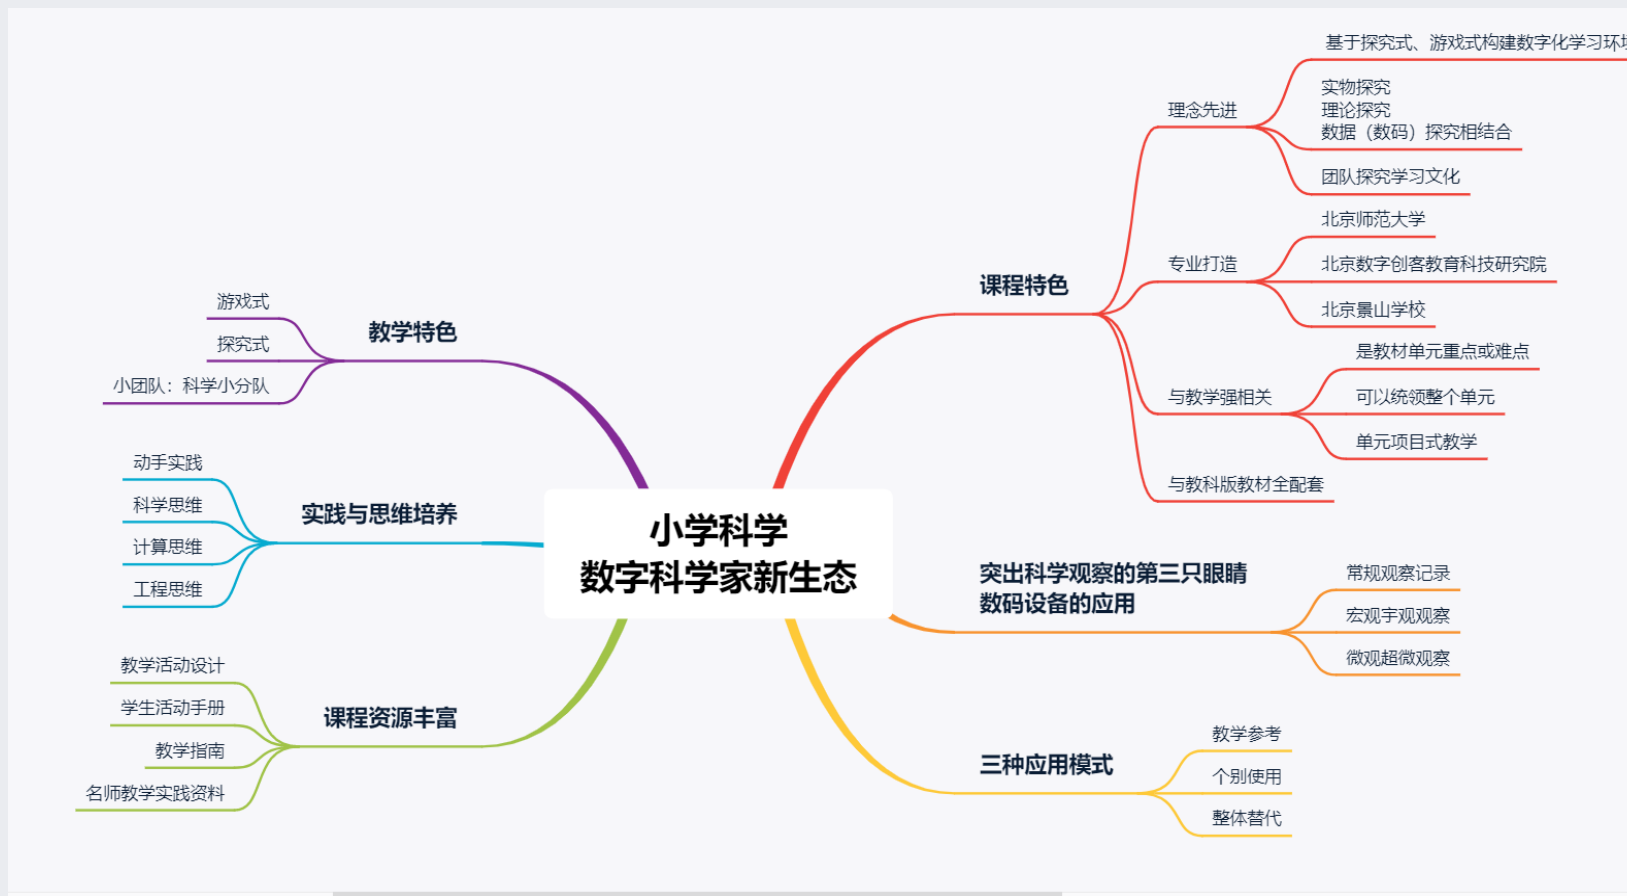 小学科学
数字科学家新生态
课程特色
理念先进
基于探究式、游戏式构建数字化学习环
实物探究
理论探究
数据（数码）探究相结合
团队探究学习文化
专业打造
北京师范大学
北京数字创客教育科技研究院
北京景山学校
与教学强相关
是教材单元重点或难点
可以统领整个单元
单元项目式教学
与教科版教材全配套
突出科学观察的第三只眼睛
数码设备的应用
常规观察记录
宏观宇观观察
微观超微观察
三种应用模式
教学参考
个别使用
整体替代
教学特色
游戏式
探究式
小团队：科学小分队
实践与思维培养
动手实践
科学思维
计算思维
工程思维
课程资源丰富
教学活动设计
学生活动手册
教学指南
名师教学实践资料